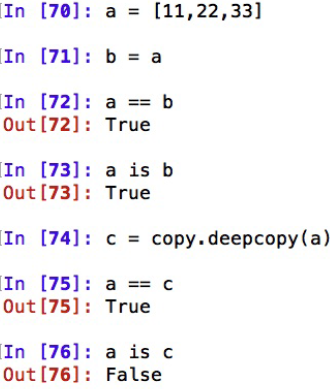 In [70]: a = [11,22,33]
In [71]: b = a
In [72]: a == b
Out[72]: True
In [73]: a is b
Out[73]: True
In [74]: c = copy.deepcopy(a)
In [75]: a == c
Out[75]: True
In [76]: a is c
Out[76]: False